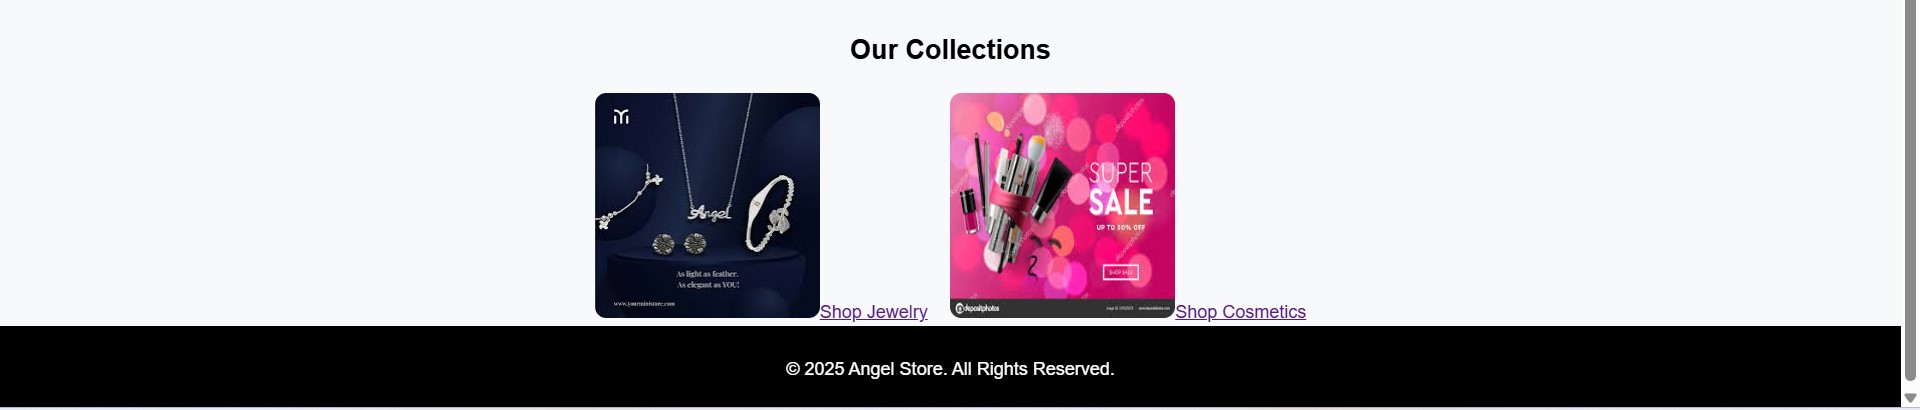 Our Collections
Angel
As light as feather.
As elegant as YOU!
www.yourministore.com
Shop Jewelry
SUPER
SALE
UP TO 50% OFF
SHOP SALE
depositphotos
Shop Cosmetics
© 2025 Angel Store. All Rights Reserved.